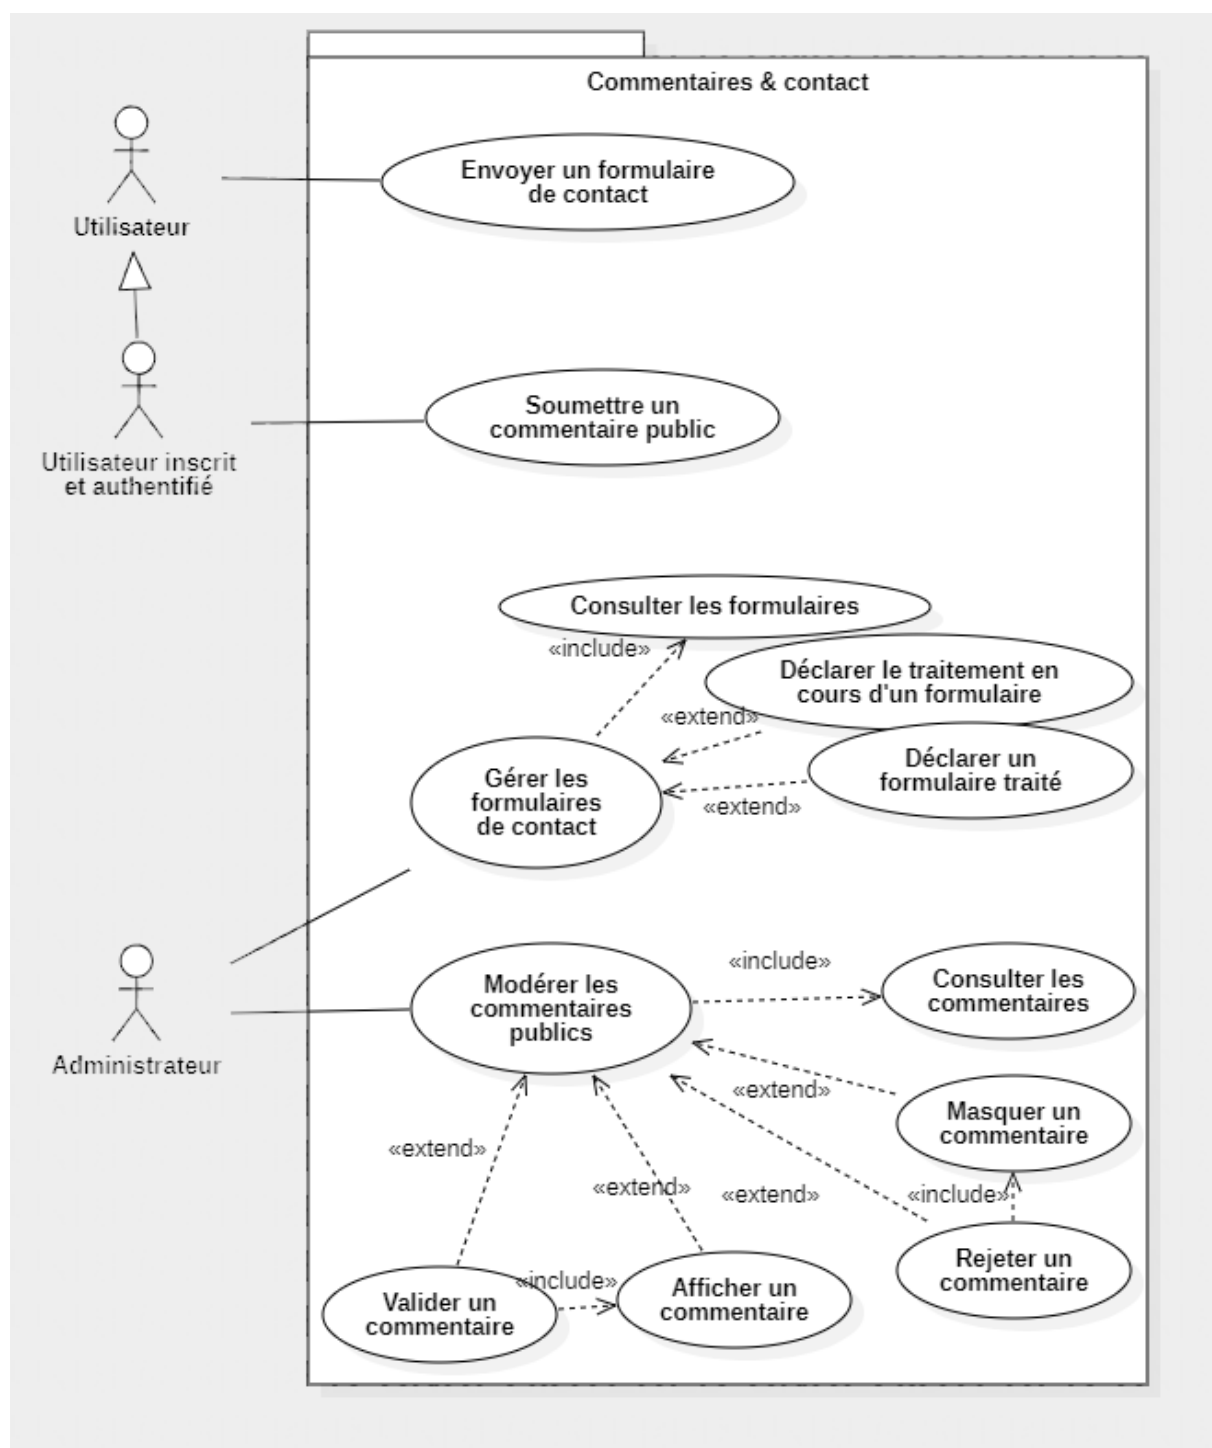 Commentaires & contact
Envoyer un formulaire
de contact
Utilisateur
Soumettre un
commentaire public
Utilisateur inscrit
et authentifié
Consulter les formulaires
«include»
Déclarer le traitement en
cours d'un formulaire
«extend»
Déclarer un
formulaire traité
«extend»
Gérer les
formulaires
de contact
Modérer les
commentaires
publics
«include»
Consulter les
commentaires
Administrateur
«extend»
Masquer un
commentaire
«extend»
«extend»
«extend»
«include»
Rejeter un
commentaire
«include»
Valider un
commentaire
Afficher un
commentaire